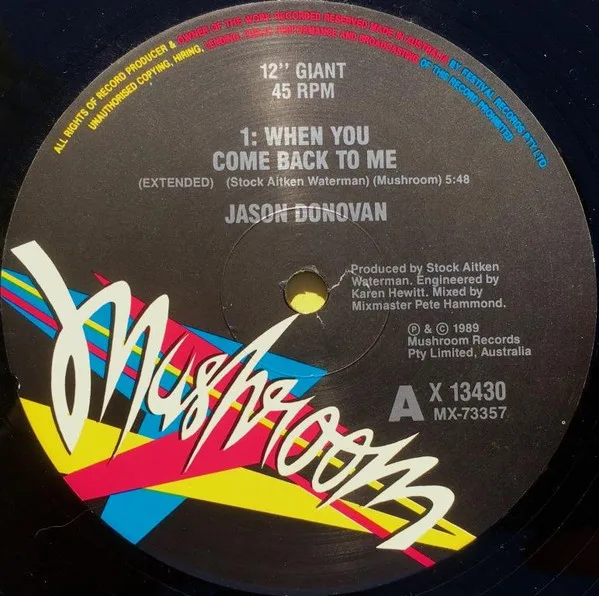 ALL RIGHTS OF RECORD PRODUCER & OWNER OF THE WORK RECORDED RESERVED MADE IN AUSTRALIA BY FESTIVAL RECORDS PTY. LTD.
UNAUTHORISED COPYING, HIRING, LENDING, PUBLIC PERFORMANCE AND BROADCASTING OF THIS RECORD PROHIBITED
12" GIANT
45 RPM
1: WHEN YOU
COME BACK TO ME
(EXTENDED) (Stock Aitken Waterman) (Mushroom) 5:48
JASON DONOVAN
Produced by Stock Aitken
Waterman. Engineered by
Karen Hewitt. Mixed by
Mixmaster Pete Hammond.
Ⓟ & © 1989
Mushroom Records
Pty Limited, Australia
A X 13430
MX-73357
Mushroom